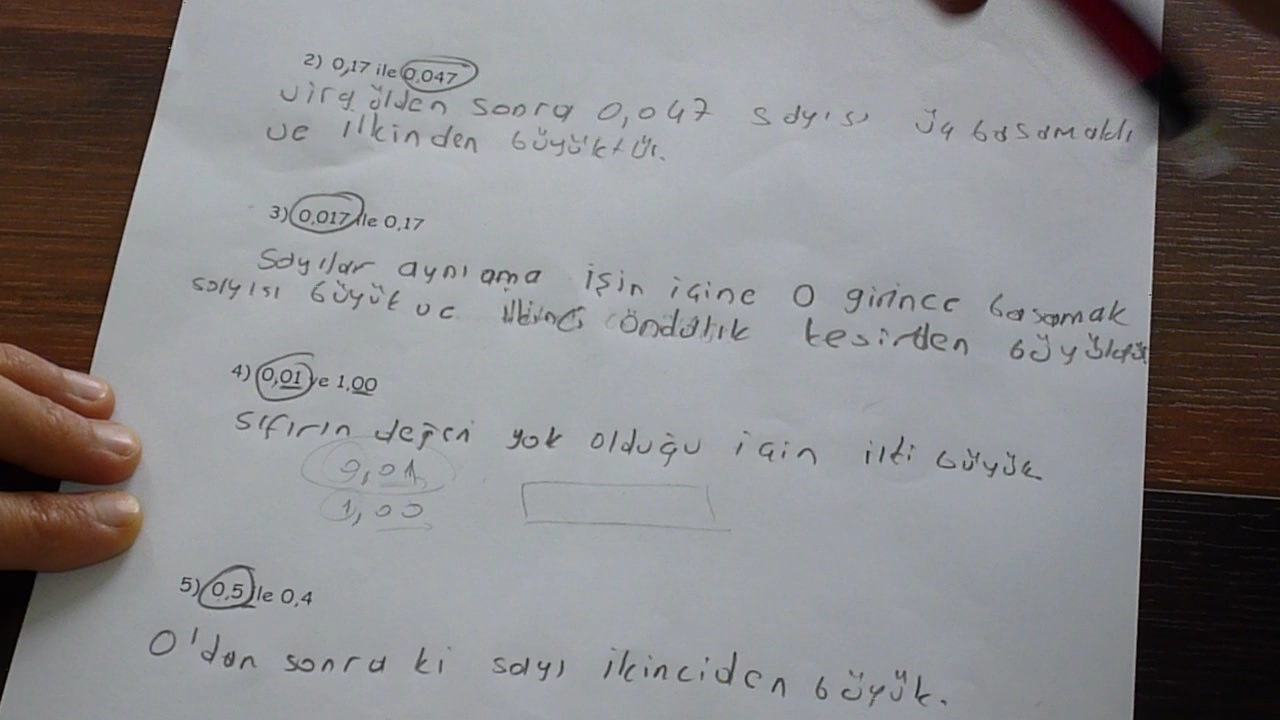 2) 0,17 ile 0,047
virgülden sonra 0,047 sayısı üç basamaklı
ve ilkinden büyüktür.
3) 0,017 ile 0,17
Sayılar aynı ama işin içine 0 girince basamak
sayısı büyük ve öndalık kesirden büyüktür
4) 0,01 ve 1,00
Sıfırın değeri yok olduğu için ilki büyük
0,01
1,00
5) 0,5 ile 0,4
0'dan sonra ki sayı ikinciden büyük.